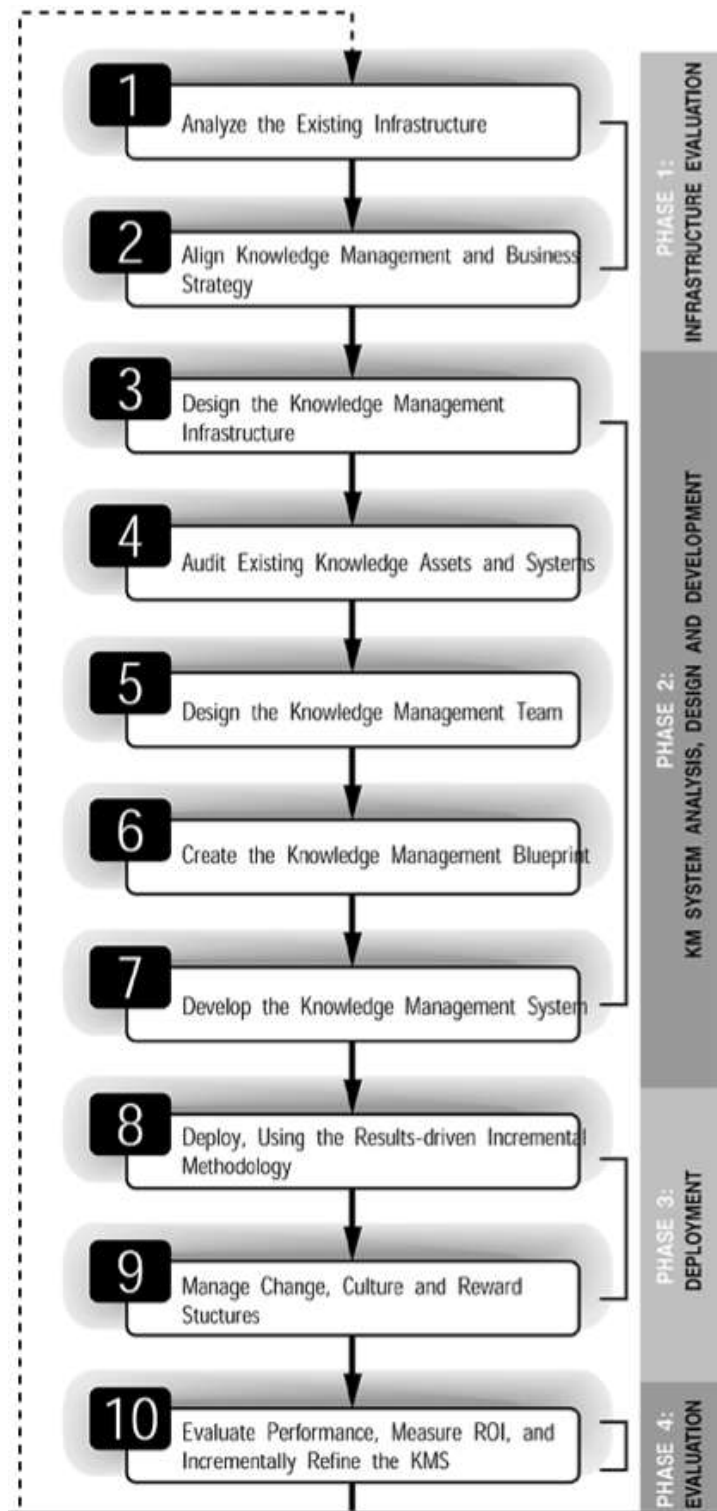 1
Analyze the Existing Infrastructure
2
Align Knowledge Management and Business
Strategy
PHASE 1:
INFRASTRUCTURE EVALUATION
3
Design the Knowledge Management
Infrastructure
4
Audit Existing Knowledge Assets and Systems
5
Design the Knowledge Management Team
6
Create the Knowledge Management Blueprint
7
Develop the Knowledge Management System
PHASE 2:
KM SYSTEM ANALYSIS, DESIGN AND DEVELOPMENT
8
Deploy, Using the Results-driven Incremental
Methodology
9
Manage Change, Culture and Reward
Stuctures
PHASE 3:
DEPLOYMENT
10
Evaluate Performance, Measure ROI, and
Incrementally Refine the KMS
PHASE 4:
EVALUATION